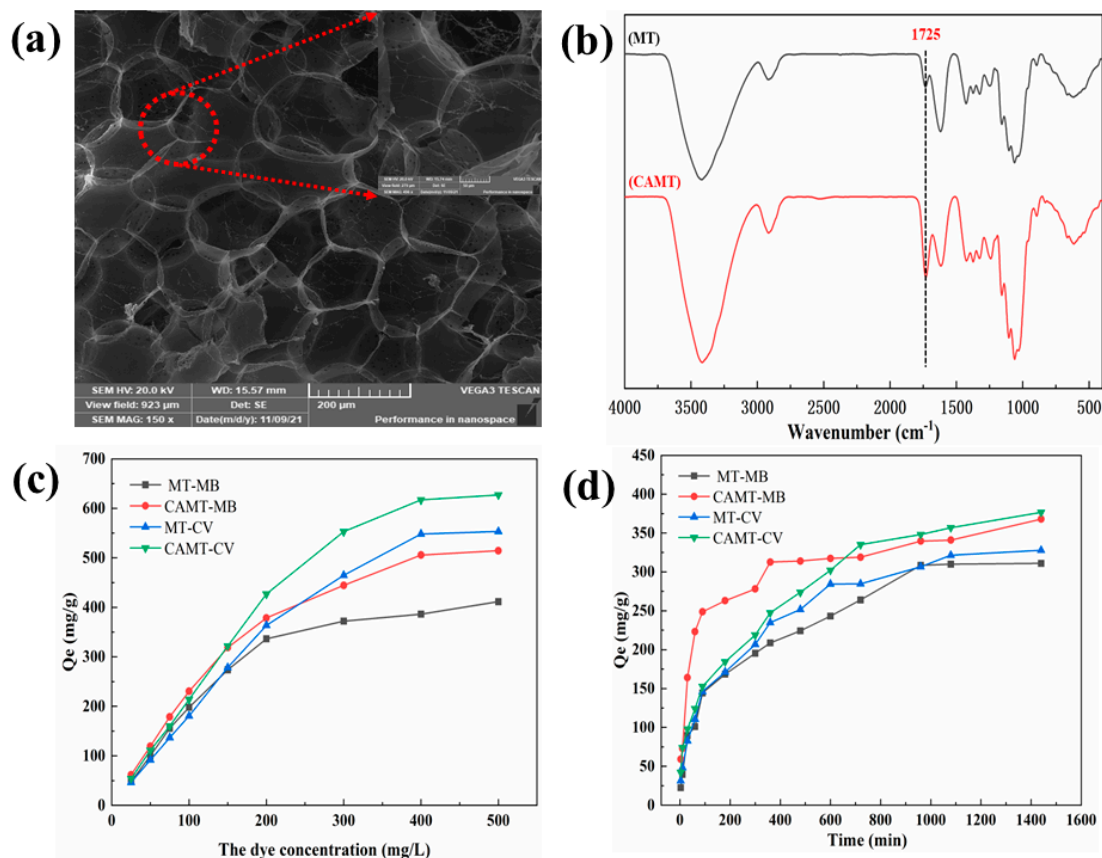 (a)
SEM HV: 20.0 kV WD: 15.57 mm VEGA3 TESCAN
View field: 923 µm Det: SE 200 µm
SEM MAG: 150 x Date(m/d/y): 11/09/21 Performance in nanospace
(b)
1725
(MT)
(CAMT)
4000 3500 3000 2500 2000 1500 1000 500
Wavenumber (cm⁻¹)
(c)
700
600
500
400
300
200
100
0
Qe (mg/g)
MT-MB
CAMT-MB
MT-CV
CAMT-CV
0 100 200 300 400 500
The dye concentration (mg/L)
(d)
450
400
350
300
250
200
150
100
50
0
Qe (mg/g)
MT-MB
CAMT-MB
MT-CV
CAMT-CV
0 200 400 600 800 1000 1200 1400 1600
Time (min)